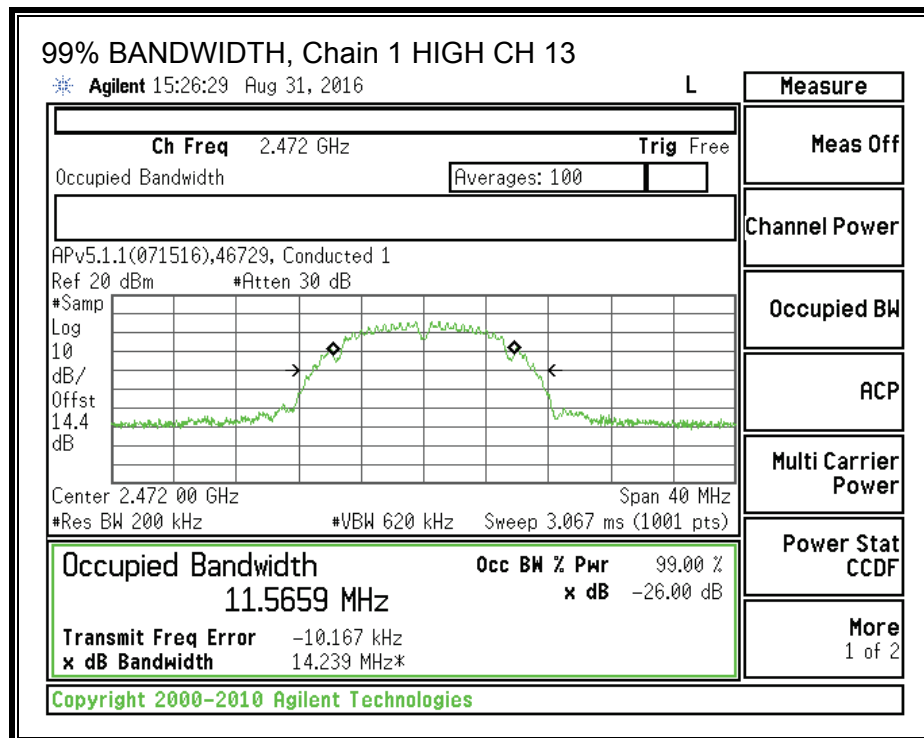 99% BANDWIDTH, Chain 1 HIGH CH 13
Agilent 15:26:29 Aug 31, 2016 L
Measure
Ch Freq 2.472 GHz Trig Free
Meas Off
Occupied Bandwidth Averages: 100
Channel Power
APv5.1.1(071516),46729, Conducted 1
Ref 20 dBm #Atten 30 dB
#Samp
Log
10
dB/
Offst
14.4
dB
Occupied BW
ACP
Multi Carrier
Power
Center 2.472 00 GHz Span 40 MHz
#Res BW 200 kHz #VBW 620 kHz Sweep 3.067 ms (1001 pts)
Power Stat
CCDF
Occupied Bandwidth Occ BW % Pwr 99.00 %
11.5659 MHz x dB -26.00 dB
Transmit Freq Error -10.167 kHz
x dB Bandwidth 14.239 MHz*
More
1 of 2
Copyright 2000-2010 Agilent Technologies